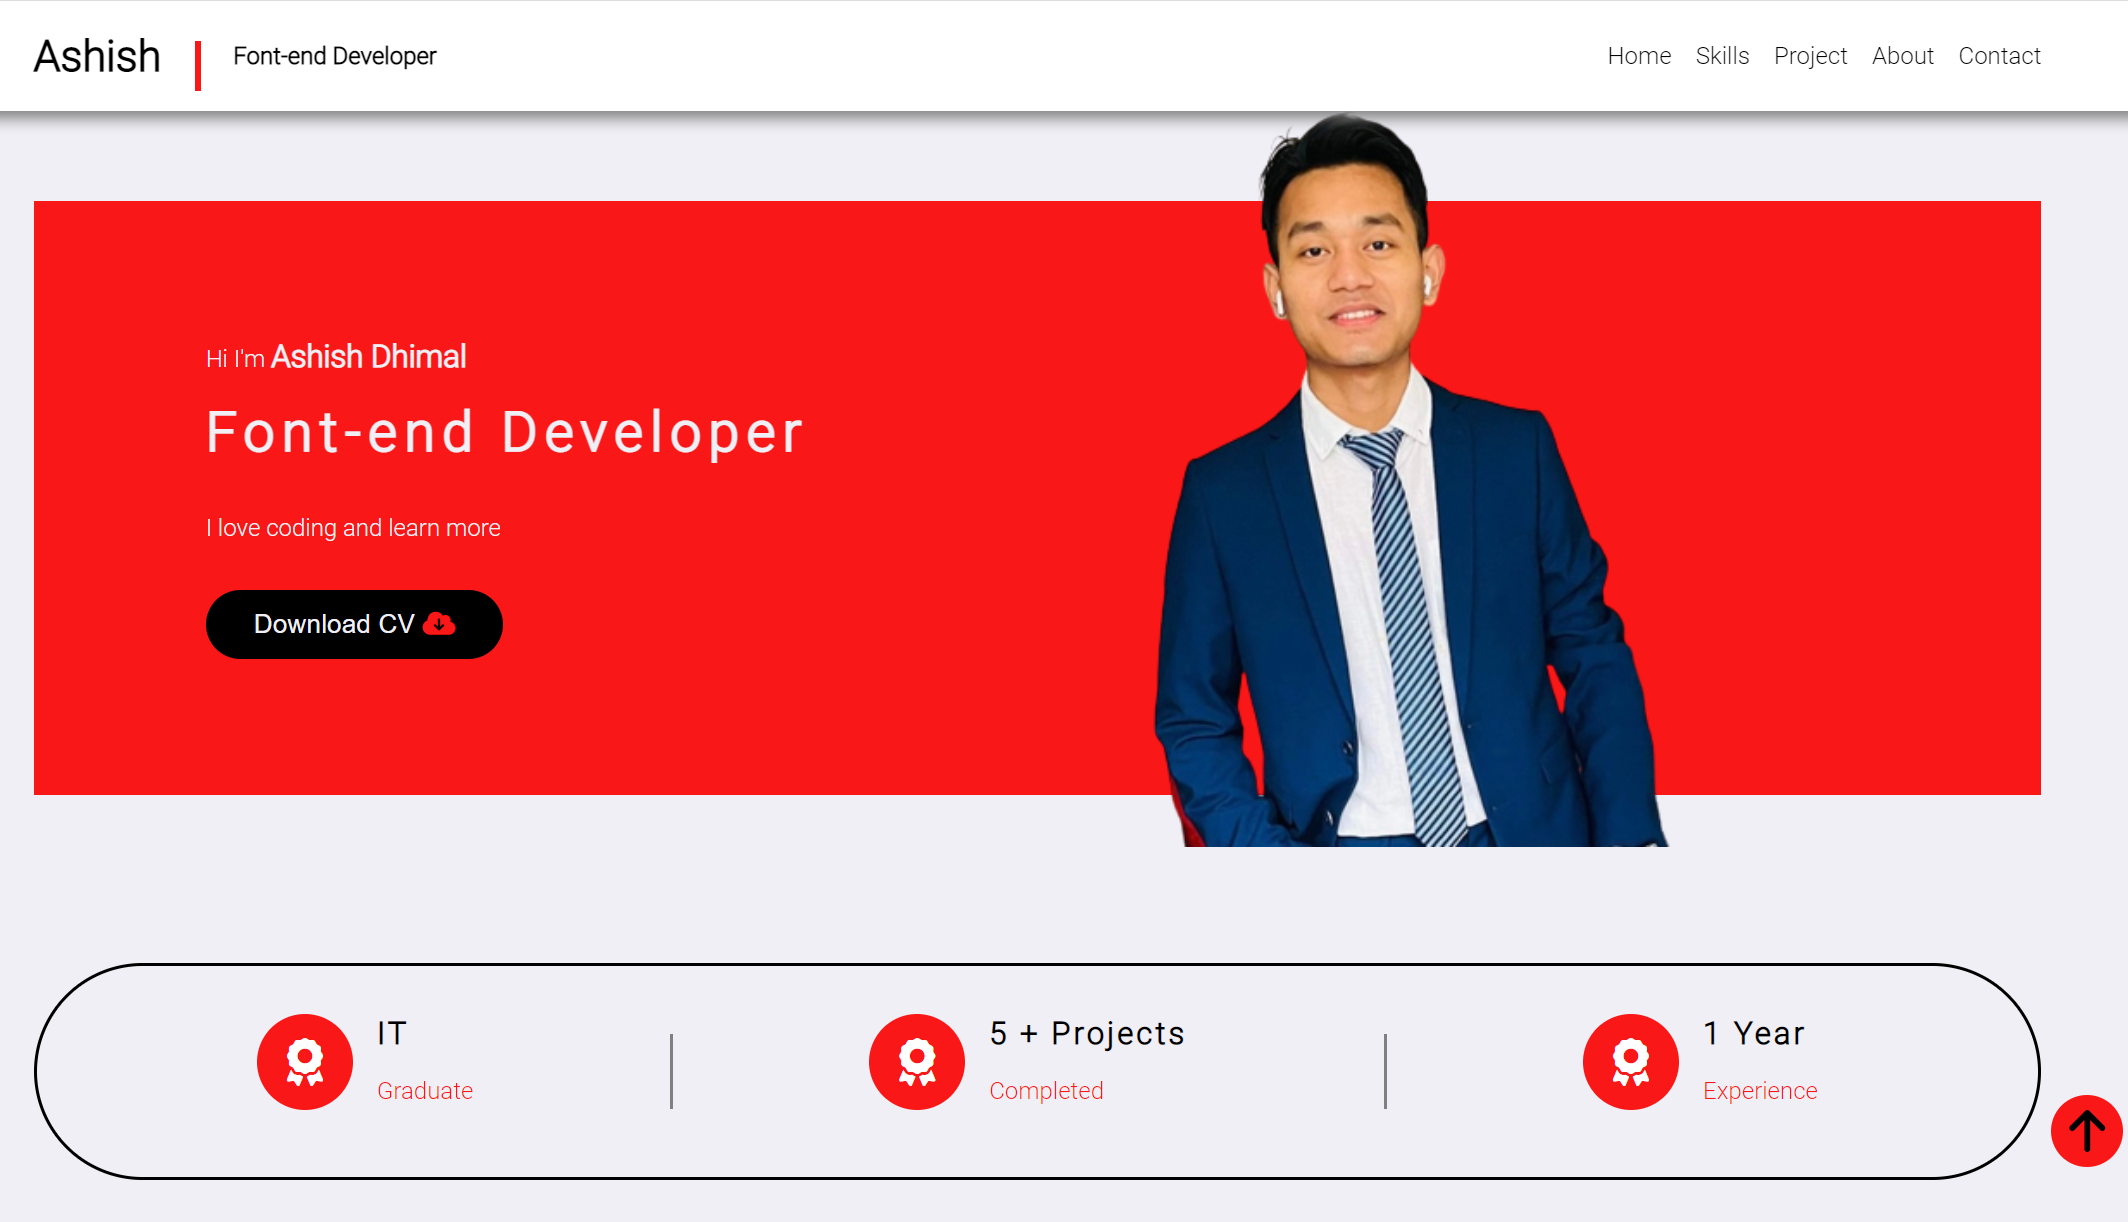 Ashish
Font-end Developer
Home Skills Project About Contact
Hi I'm Ashish Dhimal
Font-end Developer
I love coding and learn more
Download CV
IT
Graduate
5 + Projects
Completed
1 Year
Experience